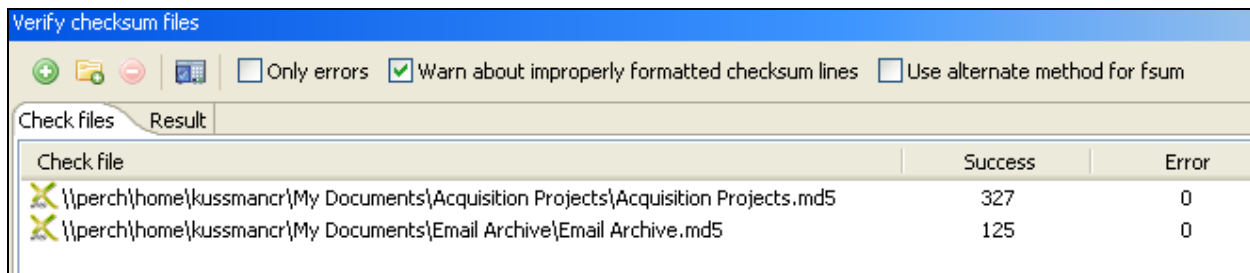 Verify checksum files
Only errors Warn about improperly formatted checksum lines Use alternate method for fsum
Check files Result
Check file Success Error
\\perch\home\kussmancr\My Documents\Acquisition Projects\Acquisition Projects.md5 327 0
\\perch\home\kussmancr\My Documents\Email Archive\Email Archive.md5 125 0